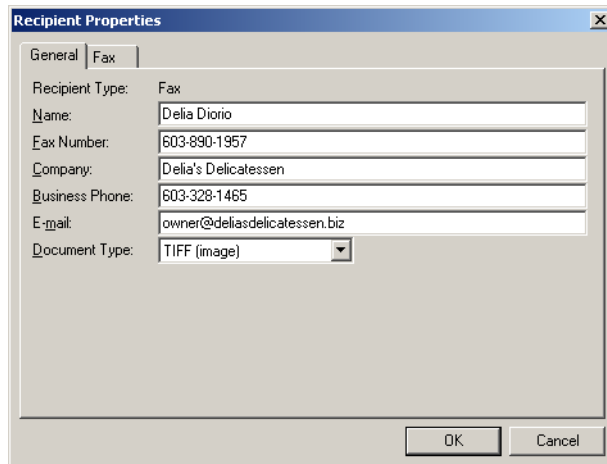 Recipient Properties
General Fax
Recipient Type: Fax
Name: Delia Diorio
Fax Number: 603-890-1957
Company: Delia's Delicatessen
Business Phone: 603-328-1465
E-mail: owner@deliasdelicatessen.biz
Document Type: TIFF (image)
OK Cancel